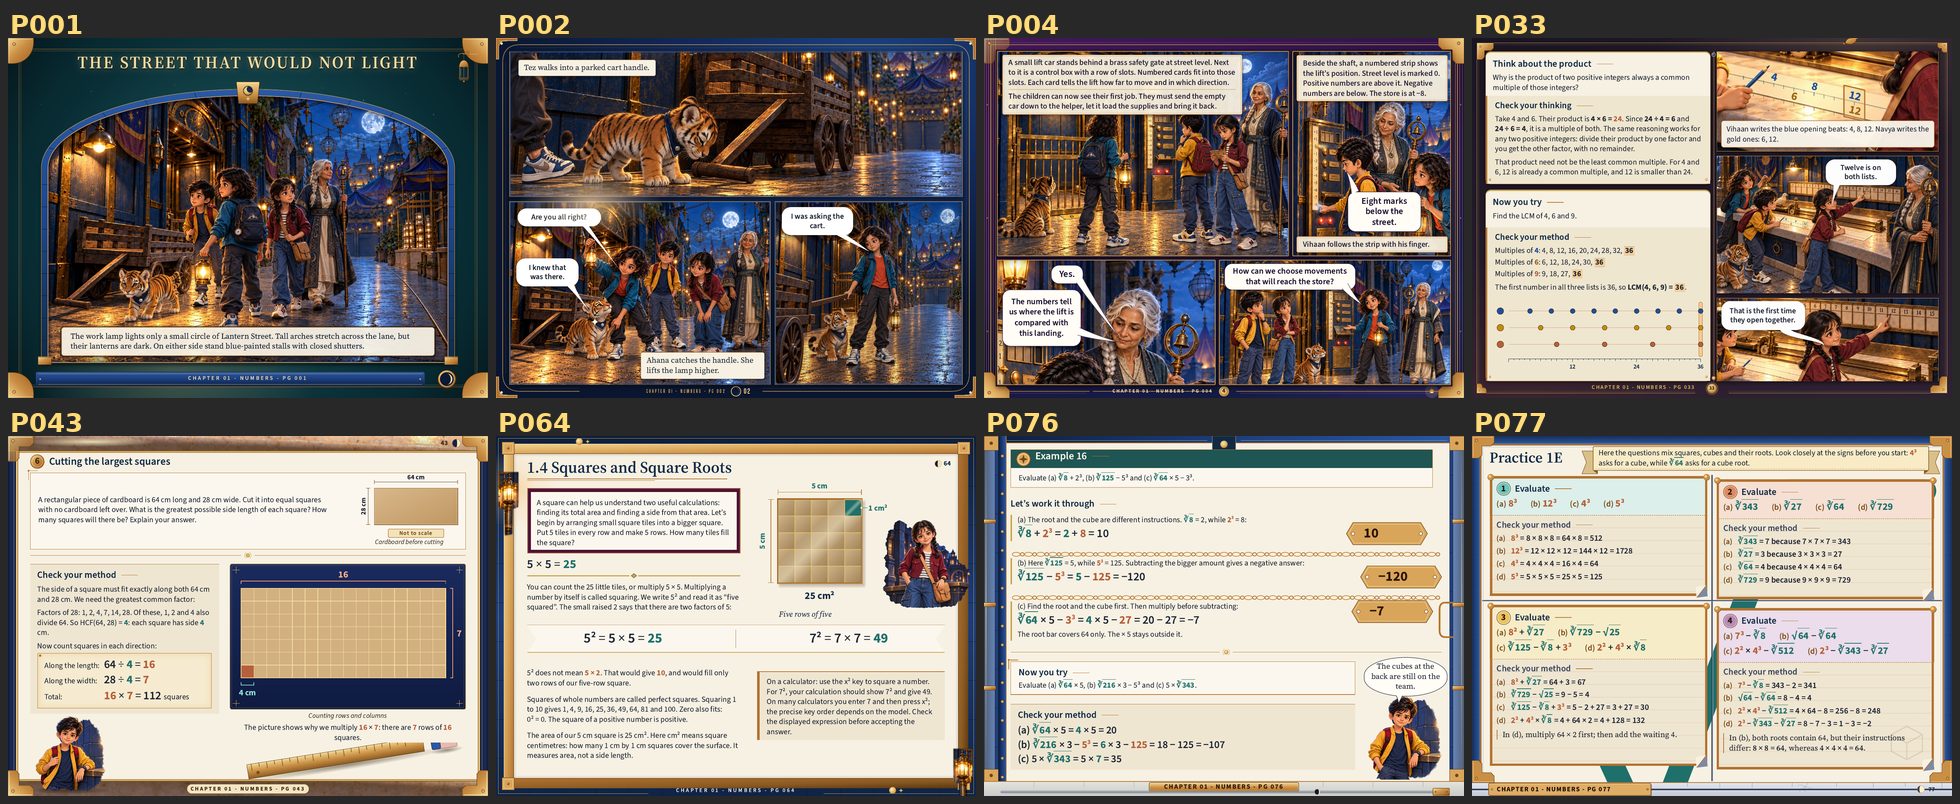 P001
THE STREET THAT WOULD NOT LIGHT
The work lamp lights only a small circle of Lantern Street. Tall arches stretch across the lane, but
their lanterns are dark. On either side stand blue-painted stalls with closed shutters.
CHAPTER 01 - NUMBERS - PG 001
P002
Tez walks into a parked cart handle.
Are you all right?
I knew that
was there.
Ahana catches the handle. She
lifts the lamp higher.
I was asking the
cart.
CHAPTER 01 - NUMBERS - PG 002
02
P004
A small lift car stands behind a brass safety gate at street level. Next
to it is a control box with a row of slots. Numbered cards fit into those
slots. Each card tells the lift how far to move and in which direction.
The children can now see their first job. They must send the empty
car down to the helper, let it load the supplies and bring it back.
Beside the shaft, a numbered strip shows
the lift's position. Street level is marked 0.
Positive numbers are above it. Negative
numbers are below. The store is at −8.
Eight marks
below the
street.
Vihaan follows the strip with his finger.
Yes.
The numbers tell
us where the lift is
compared with
this landing.
How can we choose movements
that will reach the store?
CHAPTER 01 - NUMBERS - PG 004
4
P033
Think about the product
Why is the product of two positive integers always a common
multiple of those integers?
Check your thinking
Take 4 and 6. Their product is 4 × 6 = 24. Since 24 ÷ 4 = 6 and
24 ÷ 6 = 4, it is a multiple of both. The same reasoning works for
any two positive integers: divide their product by one factor and
you get the other factor, with no remainder.
That product need not be the least common multiple. For 4 and
6, 12 is already a common multiple, and 12 is smaller than 24.
Now you try
Find the LCM of 4, 6 and 9.
Check your method
Multiples of 4: 4, 8, 12, 16, 20, 24, 28, 32, 36
Multiples of 6: 6, 12, 18, 24, 30, 36
Multiples of 9: 9, 18, 27, 36
The first number in all three lists is 36, so LCM(4, 6, 9) = 36.
12 24 36
4 8 12
6 12
Vihaan writes the blue opening beats: 4, 8, 12. Navya writes the
gold ones: 6, 12.
Twelve is on
both lists.
That is the first time
they open together.
CHAPTER 01 - NUMBERS - PG 033
33
P043
43
6 Cutting the largest squares
A rectangular piece of cardboard is 64 cm long and 28 cm wide. Cut it into equal squares
with no cardboard left over. What is the greatest possible side length of each square? How
many squares will there be? Explain your answer.
64 cm
28 cm
Not to scale
Cardboard before cutting
Check your method
The side of a square must fit exactly along both 64 cm
and 28 cm. We need the greatest common factor:
Factors of 28: 1, 2, 4, 7, 14, 28. Of these, 1, 2 and 4 also
divide 64. So HCF(64, 28) = 4: each square has side 4
cm.
Now count squares in each direction:
Along the length: 64 ÷ 4 = 16
Along the width: 28 ÷ 4 = 7
Total: 16 × 7 = 112 squares
16
7
4 cm
Counting rows and columns
The picture shows why we multiply 16 × 7: there are 7 rows of 16
squares.
CHAPTER 01 - NUMBERS - PG 043
P064
64
1.4 Squares and Square Roots
A square can help us understand two useful calculations:
finding its total area and finding a side from that area. Let's
begin by arranging small square tiles into a bigger square.
Put 5 tiles in every row and make 5 rows. How many tiles fill
the square?
5 × 5 = 25
You can count the 25 little tiles, or multiply 5 × 5. Multiplying a
number by itself is called squaring. We write 5² and read it as "five
squared". The small raised 2 says that there are two factors of 5:
5 cm
5 cm
1 cm²
25 cm²
Five rows of five
5² = 5 × 5 = 25
7² = 7 × 7 = 49
5² does not mean 5 × 2. That would give 10, and would fill only
two rows of our five-row square.
Squares of whole numbers are called perfect squares. Squaring 1
to 10 gives 1, 4, 9, 16, 25, 36, 49, 64, 81 and 100. Zero also fits:
0² = 0. The square of a positive number is positive.
The area of our 5 cm square is 25 cm². Here cm² means square
centimetres: how many 1 cm by 1 cm squares cover the surface. It
measures area, not a side length.
On a calculator: use the x² key to square a number.
For 7², your calculation should show 7² and give 49.
On many calculators you enter 7 and then press x²;
the precise key order depends on the model. Check
the displayed expression before accepting the
answer.
CHAPTER 01 - NUMBERS - PG 064
P076
Example 16
Evaluate (a) ∛8 + 2³, (b) ∛125 − 5³ and (c) ∛64 × 5 − 3³.
Let's work it through
(a) The root and the cube are different instructions. ∛8 = 2, while 2³ = 8:
∛8 + 2³ = 2 + 8 = 10
10
(b) Here ∛125 = 5, while 5³ = 125. Subtracting the bigger amount gives a negative answer:
∛125 − 5³ = 5 − 125 = −120
−120
(c) Find the root and the cube first. Then multiply before subtracting:
∛64 × 5 − 3³ = 4 × 5 − 27 = 20 − 27 = −7
−7
The root bar covers 64 only. The × 5 stays outside it.
Now you try
Evaluate (a) ∛64 × 5, (b) ∛216 × 3 − 5³ and (c) 5 × ∛343.
Check your method
(a) ∛64 × 5 = 4 × 5 = 20
(b) ∛216 × 3 − 5³ = 6 × 3 − 125 = 18 − 125 = −107
(c) 5 × ∛343 = 5 × 7 = 35
The cubes at the
back are still on the
team.
CHAPTER 01 - NUMBERS - PG 076
P077
Practice 1E
Here the questions mix squares, cubes and their roots. Look closely at the signs before you start: 4³
asks for a cube, while ∛64 asks for a cube root.
1 Evaluate
(a) 8³ (b) 12³ (c) 4³ (d) 5³
Check your method
(a) 8³ = 8 × 8 × 8 = 64 × 8 = 512
(b) 12³ = 12 × 12 × 12 = 144 × 12 = 1728
(c) 4³ = 4 × 4 × 4 = 16 × 4 = 64
(d) 5³ = 5 × 5 × 5 = 25 × 5 = 125
2 Evaluate
(a) ∛343 (b) ∛27 (c) ∛64 (d) ∛729
Check your method
(a) ∛343 = 7 because 7 × 7 × 7 = 343
(b) ∛27 = 3 because 3 × 3 × 3 = 27
(c) ∛64 = 4 because 4 × 4 × 4 = 64
(d) ∛729 = 9 because 9 × 9 × 9 = 729
3 Evaluate
(a) 8² + ∛27 (b) ∛729 − √25
(c) ∛125 − ∛8 + 3³ (d) 2² + 4³ × ∛8
Check your method
(a) 8² + ∛27 = 64 + 3 = 67
(b) ∛729 − √25 = 9 − 5 = 4
(c) ∛125 − ∛8 + 3³ = 5 − 2 + 27 = 3 + 27 = 30
(d) 2² + 4³ × ∛8 = 4 + 64 × 2 = 4 + 128 = 132
In (d), multiply 64 × 2 first; then add the waiting 4.
4 Evaluate
(a) 7³ − ∛8 (b) √64 − ∛64
(c) 2² × 4³ − ∛512 (d) 2³ − ∛343 − ∛27
Check your method
(a) 7³ − ∛8 = 343 − 2 = 341
(b) √64 − ∛64 = 8 − 4 = 4
(c) 2² × 4³ − ∛512 = 4 × 64 − 8 = 256 − 8 = 248
(d) 2³ − ∛343 − ∛27 = 8 − 7 − 3 = 1 − 3 = −2
In (b), both roots contain 64, but their instructions
differ: 8 × 8 = 64, whereas 4 × 4 × 4 = 64.
CHAPTER 01 - NUMBERS - PG 077
77